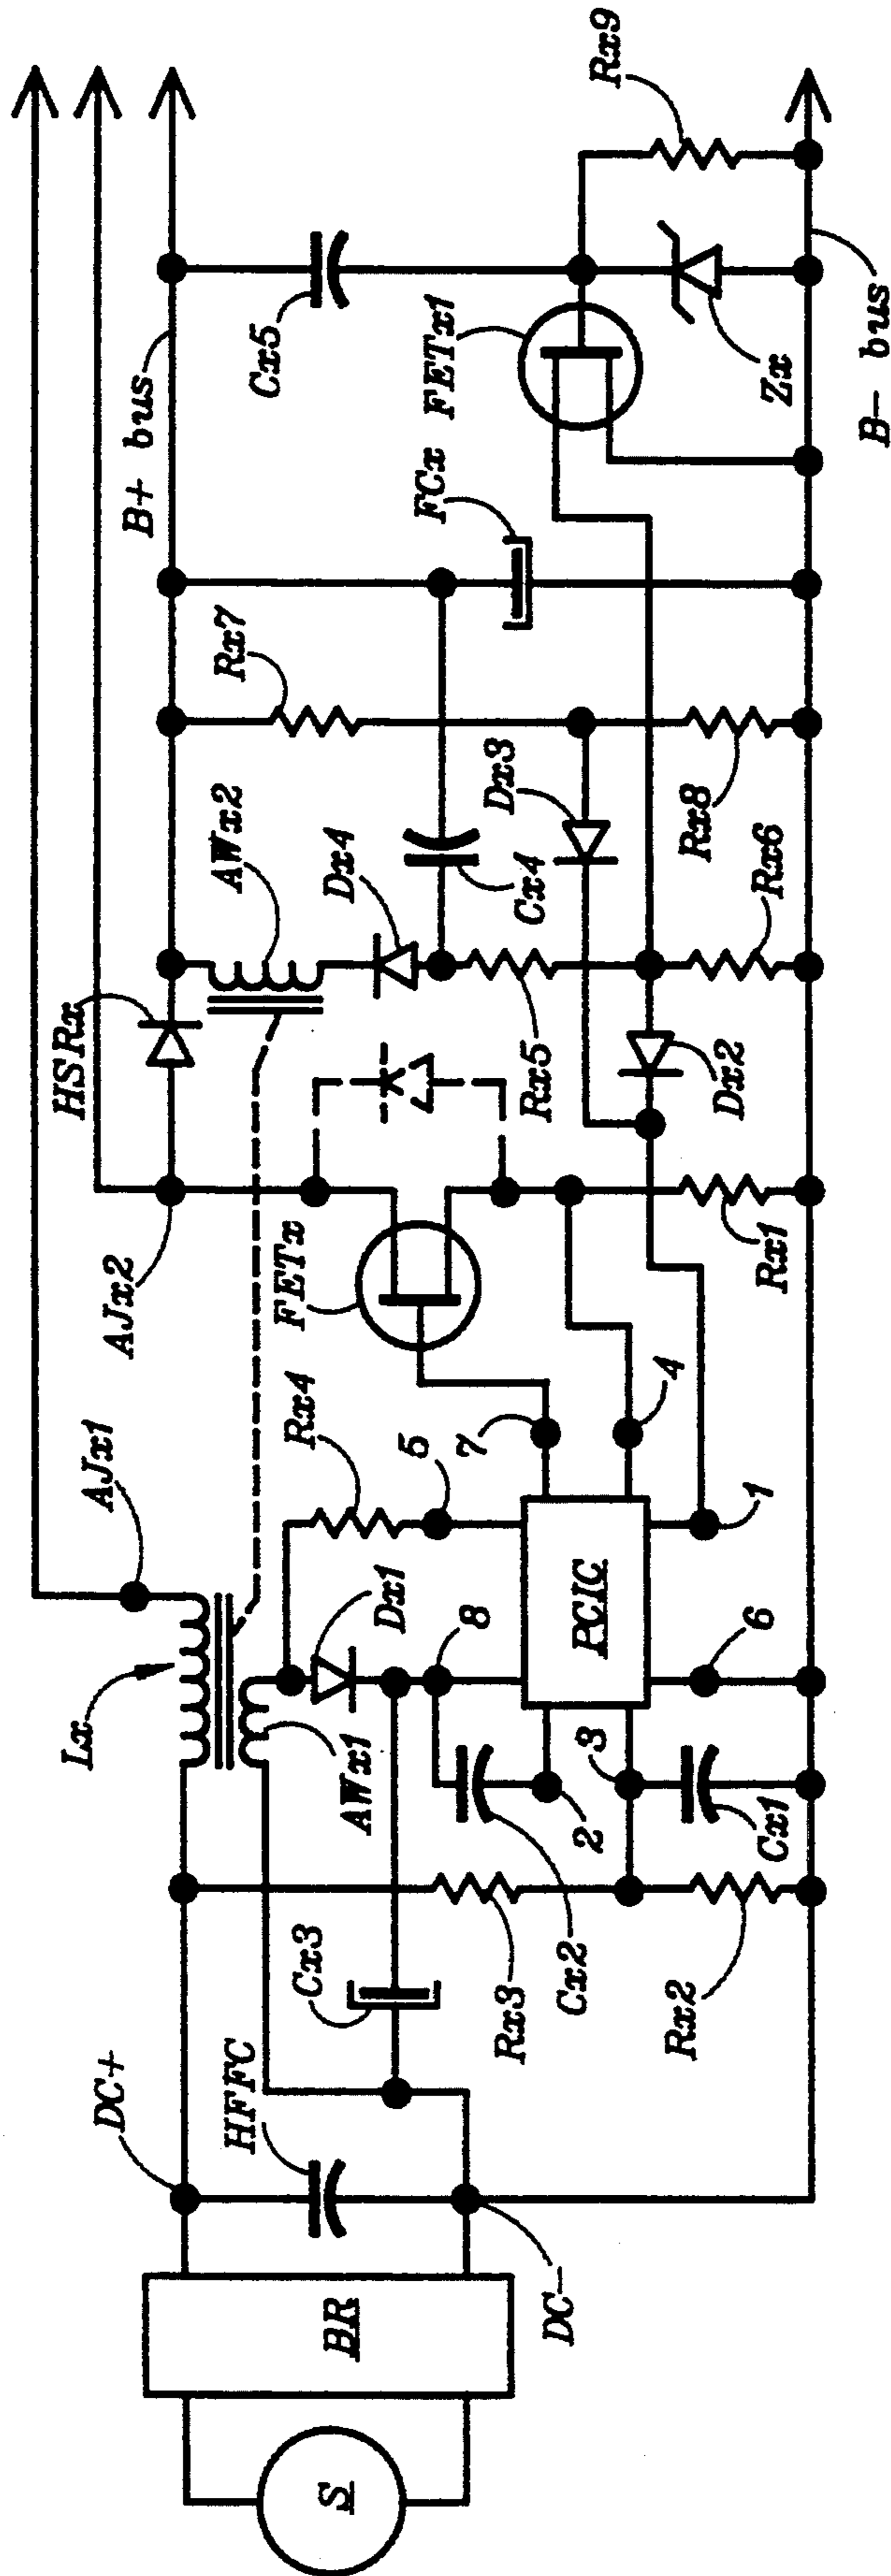 S
BR
DC+
HFFC
DC−
Lx
AJx1
AJx2
HSRx
B+ bus
Cx3
AWx1
Dx1
Rx4
FETx
AWx2
Dx4
Rx7
Cx4
Dx3
FCx
Cx5
FETx1
Rx9
Rx3
Cx2
8
5
7
4
PCIC
2
3
6
1
Rx2
Cx1
Rx1
Rx5
Dx2
Rx6
Rx8
Zx
B− bus